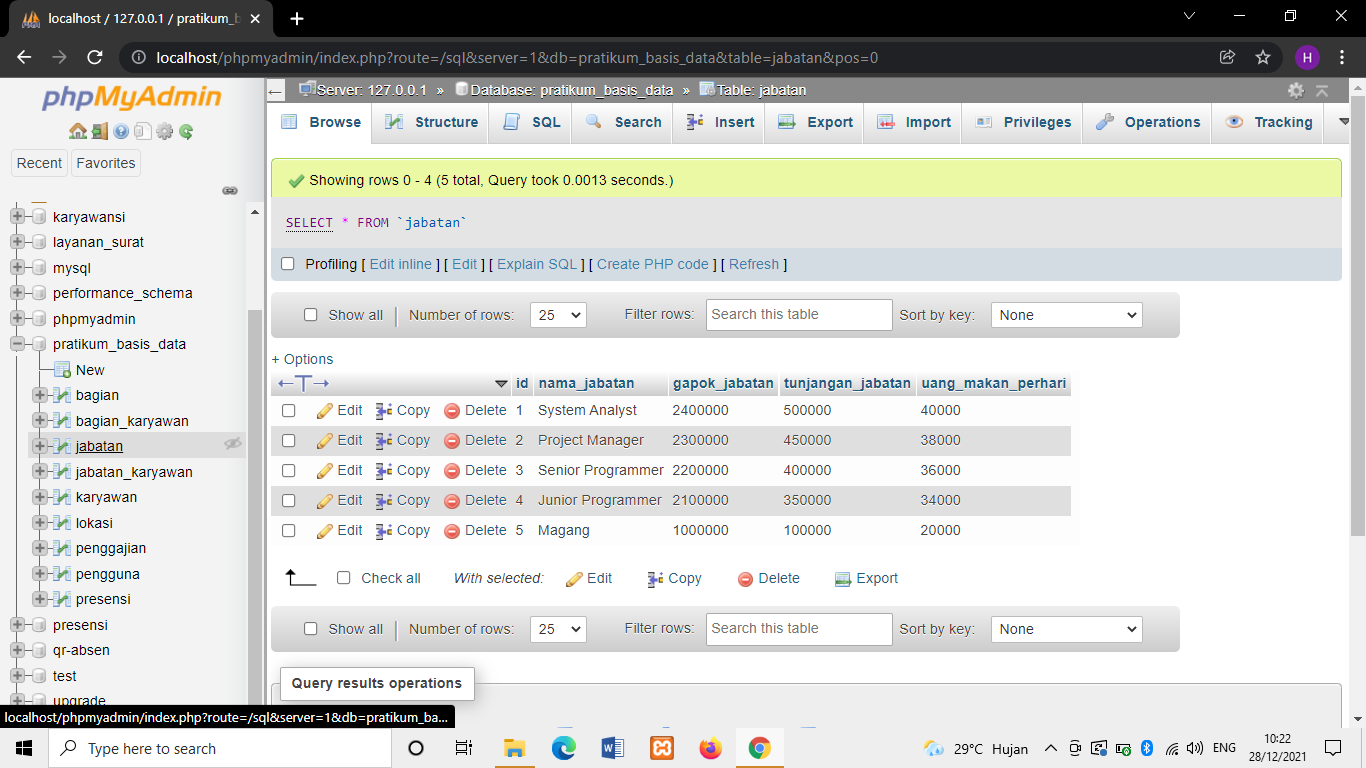 localhost / 127.0.0.1 / pratikum_b
localhost/phpmyadmin/index.php?route=/sql&server=1&db=pratikum_basis_data&table=jabatan&pos=0
H
phpMyAdmin
Recent Favorites
karyawansi
layanan_surat
mysql
performance_schema
phpmyadmin
pratikum_basis_data
New
bagian
bagian_karyawan
jabatan
jabatan_karyawan
karyawan
lokasi
penggajian
pengguna
presensi
presensi
qr-absen
test
upgrade
Server: 127.0.0.1 » Database: pratikum_basis_data » Table: jabatan
Browse Structure SQL Search Insert Export Import Privileges Operations Tracking
Showing rows 0 - 4 (5 total, Query took 0.0013 seconds.)
SELECT * FROM `jabatan`
Profiling [ Edit inline ] [ Edit ] [ Explain SQL ] [ Create PHP code ] [ Refresh ]
Show all | Number of rows: 25 Filter rows: Search this table Sort by key: None
+ Options
id nama_jabatan gapok_jabatan tunjangan_jabatan uang_makan_perhari
Edit Copy Delete 1 System Analyst 2400000 500000 40000
Edit Copy Delete 2 Project Manager 2300000 450000 38000
Edit Copy Delete 3 Senior Programmer 2200000 400000 36000
Edit Copy Delete 4 Junior Programmer 2100000 350000 34000
Edit Copy Delete 5 Magang 1000000 100000 20000
Check all With selected: Edit Copy Delete Export
Show all | Number of rows: 25 Filter rows: Search this table Sort by key: None
Query results operations
localhost/phpmyadmin/index.php?route=/sql&server=1&db=pratikum_ba...
Type here to search
29°C Hujan ENG 10:22
28/12/2021